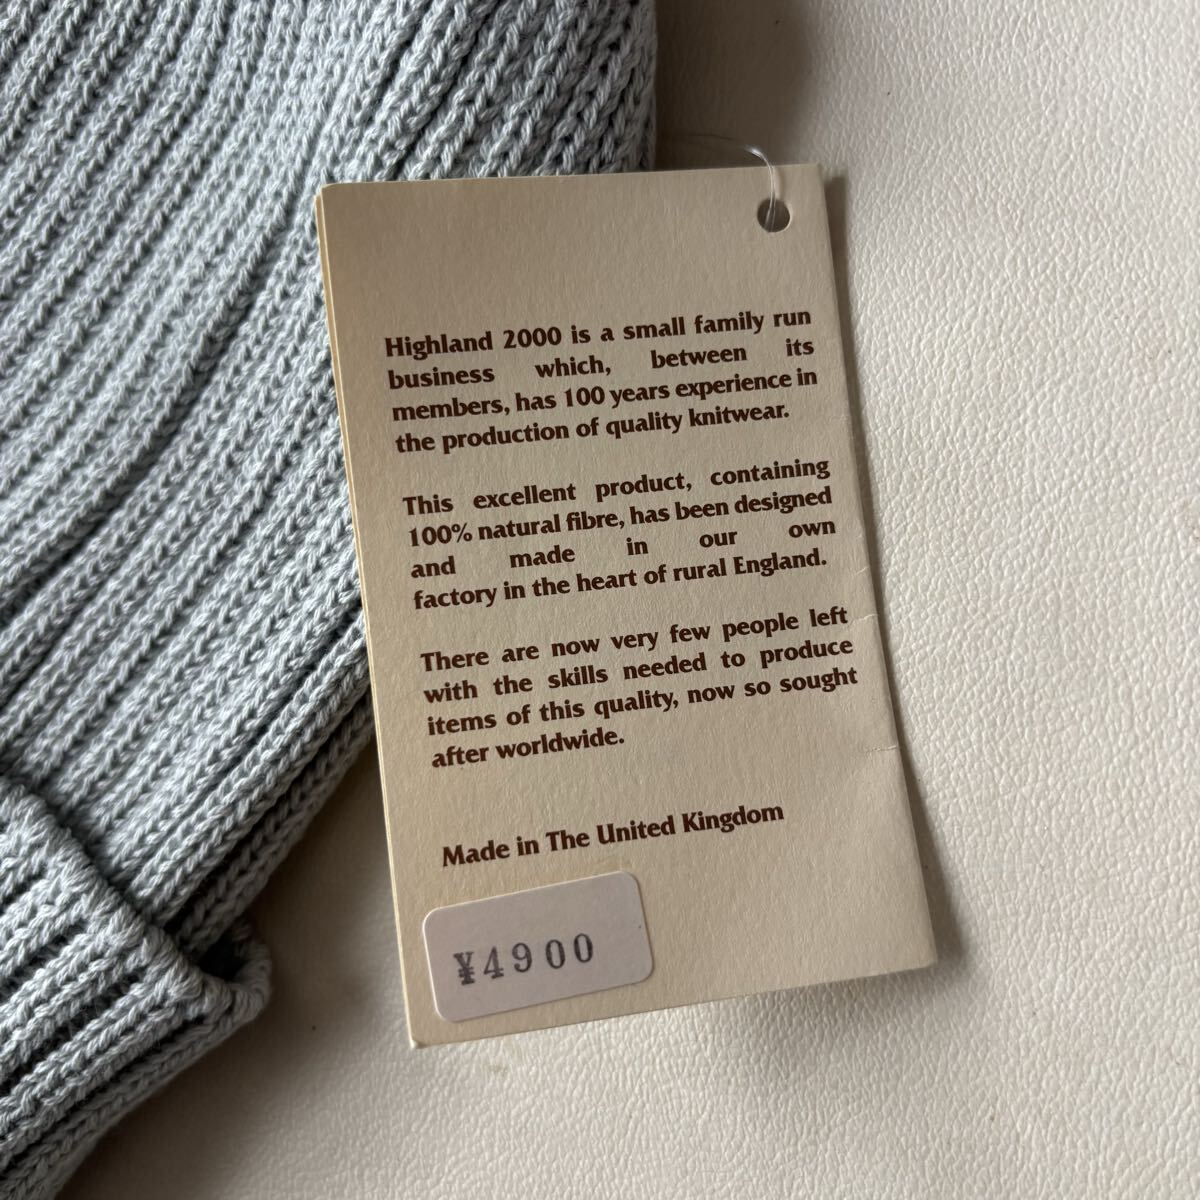 Highland 2000 is a small family run
business which, between its
members, has 100 years experience in
the production of quality knitwear.
This excellent product, containing
100% natural fibre, has been designed
and made in our own
factory in the heart of rural England.
There are now very few people left
with the skills needed to produce
items of this quality, now so sought
after worldwide.
Made in The United Kingdom
¥4900